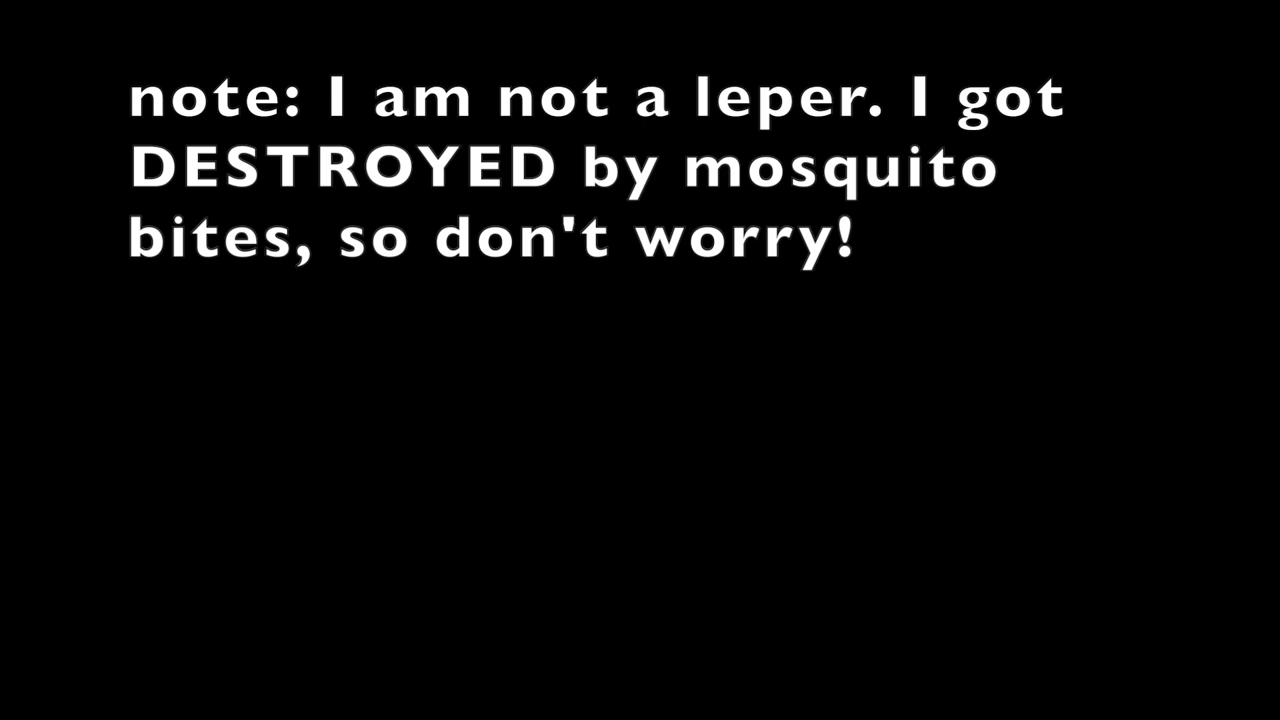 note: I am not a leper. I got
DESTROYED by mosquito
bites, so don't worry!